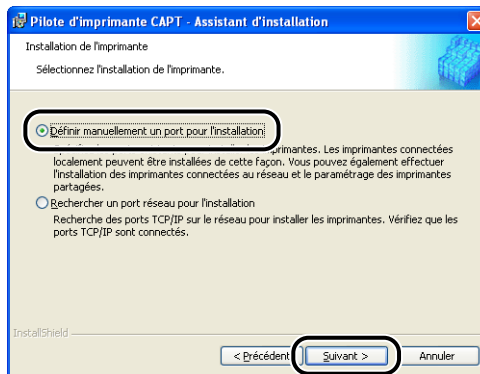 Pilote d'imprimante CAPT - Assistant d'installation
Installation de l'imprimante
Sélectionnez l'installation de l'imprimante.
Définir manuellement un port pour l'installation
imprimantes. Les imprimantes connectées
localement peuvent être installées de cette façon. Vous pouvez également effectuer
l'installation des imprimantes connectées au réseau et le paramétrage des imprimantes
partagées.
Rechercher un port réseau pour l'installation
Recherche des ports TCP/IP sur le réseau pour installer les imprimantes. Vérifiez que les
ports TCP/IP sont connectés.
InstallShield
< Précédent
Suivant >
Annuler